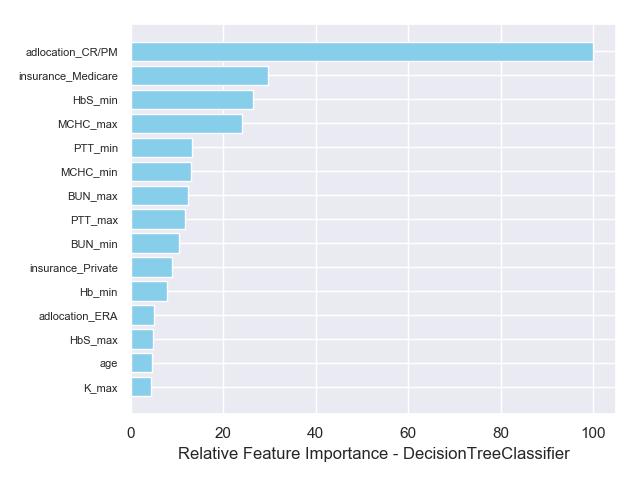 adlocation_CR/PM
insurance_Medicare
HbS_min
MCHC_max
PTT_min
MCHC_min
BUN_max
PTT_max
BUN_min
insurance_Private
Hb_min
adlocation_ERA
HbS_max
age
K_max
0 20 40 60 80 100
Relative Feature Importance - DecisionTreeClassifier